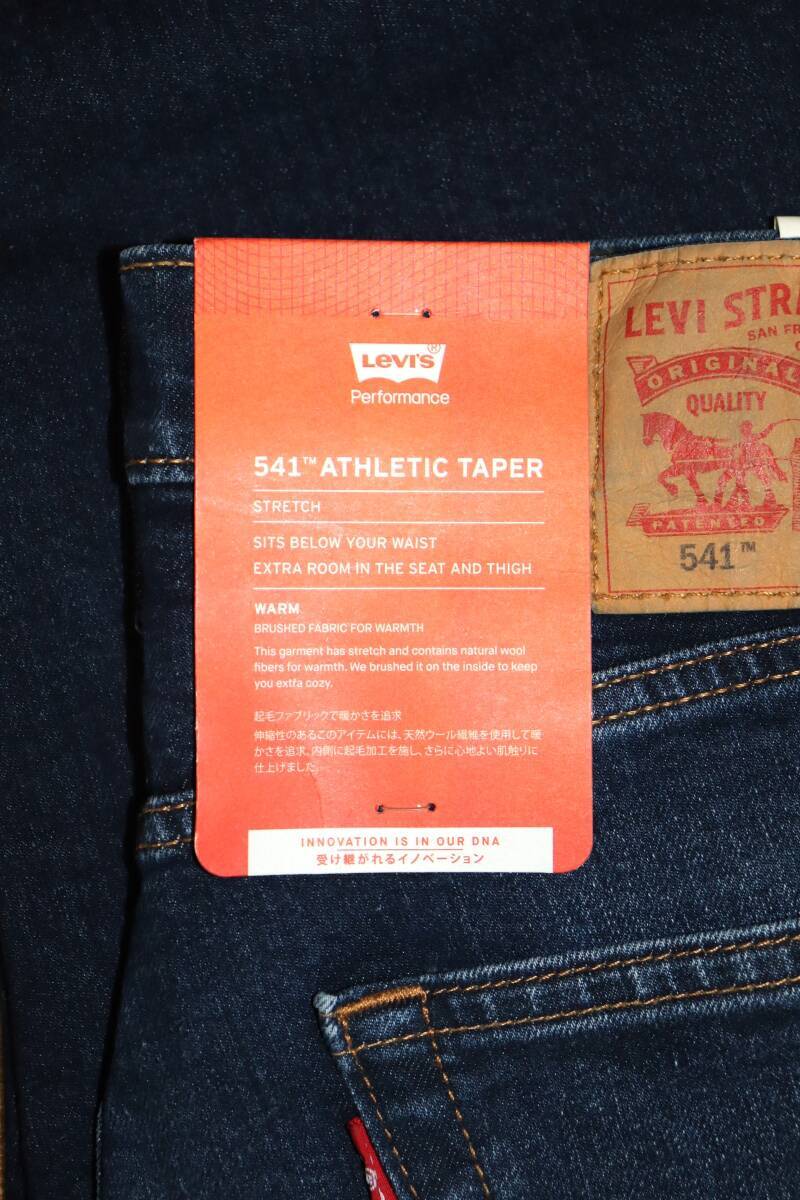 LEVI'S®
Performance
541™ ATHLETIC TAPER
STRETCH
SITS BELOW YOUR WAIST
EXTRA ROOM IN THE SEAT AND THIGH
WARM
BRUSHED FABRIC FOR WARMTH
This garment has stretch and contains natural wool
fibers for warmth. We brushed it on the inside to keep
you extra cozy.
起毛ファブリックで暖かさを追求
伸縮性のあるこのアイテムには、天然ウール繊維を使用して暖
かさを追求。内側に起毛加工を施し、さらに心地よい肌触りに
仕上げました。
INNOVATION IS IN OUR DNA
受け継がれるイノベーション
LEVI STRA
SAN FR
ORIGINAL
QUALITY
PATENTED
541™